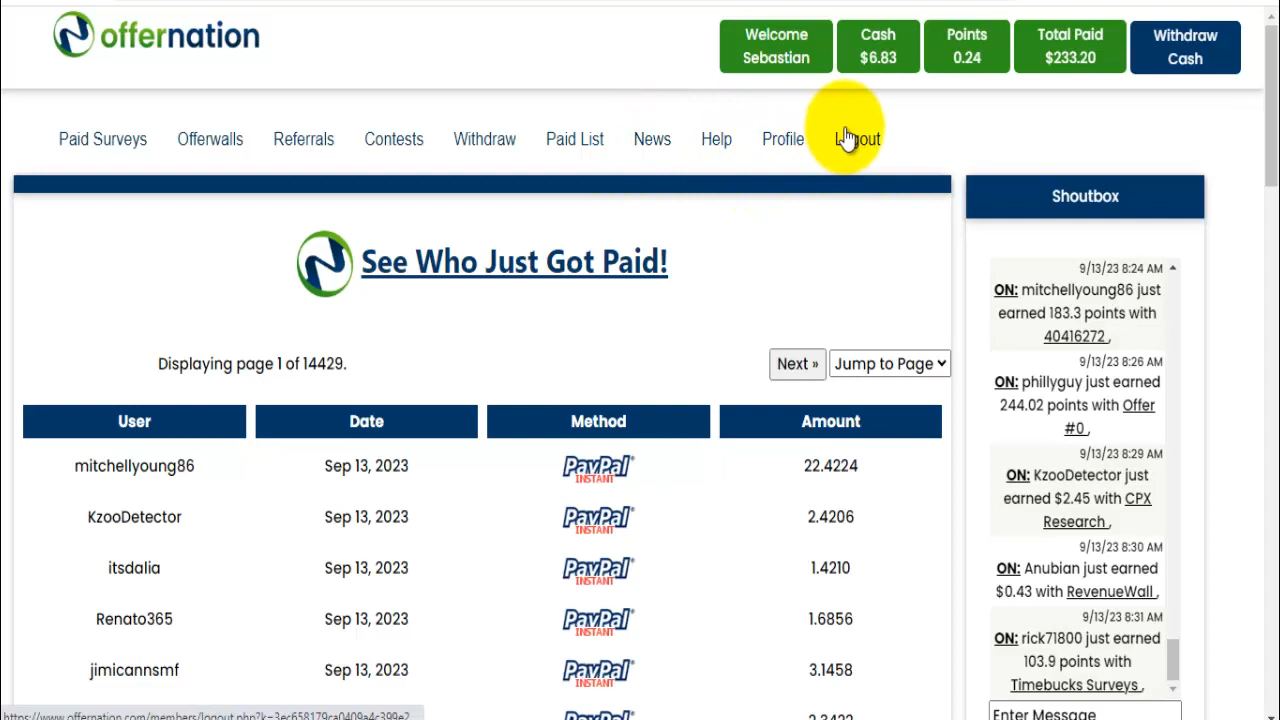 offernation
Welcome
Sebastian
Cash
$6.83
Points
0.24
Total Paid
$233.20
Withdraw
Cash
Paid Surveys Offerwalls Referrals Contests Withdraw Paid List News Help Profile Logout
See Who Just Got Paid!
Displaying page 1 of 14429.
Next » Jump to Page
User Date Method Amount
mitchellyoung86 Sep 13, 2023 PayPal INSTANT 22.4224
KzooDetector Sep 13, 2023 PayPal INSTANT 2.4206
itsdalia Sep 13, 2023 PayPal INSTANT 1.4210
Renato365 Sep 13, 2023 PayPal INSTANT 1.6856
jimicannsmf Sep 13, 2023 PayPal INSTANT 3.1458
Shoutbox
9/13/23 8:24 AM
ON: mitchellyoung86 just
earned 183.3 points with
40416272 ,
9/13/23 8:26 AM
ON: phillyguy just earned
244.02 points with Offer
#0 ,
9/13/23 8:29 AM
ON: KzooDetector just
earned $2.45 with CPX
Research ,
9/13/23 8:30 AM
ON: Anubian just earned
$0.43 with RevenueWall ,
9/13/23 8:31 AM
ON: rick71800 just earned
103.9 points with
Timebucks Surveys ,
Enter Message